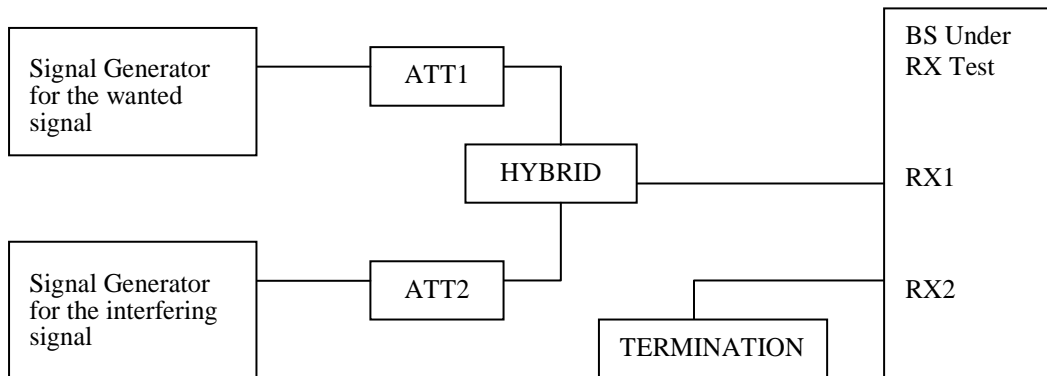 Signal Generator
for the wanted
signal
ATT1
HYBRID
BS Under
RX Test
RX1
Signal Generator
for the interfering
signal
ATT2
RX2
TERMINATION